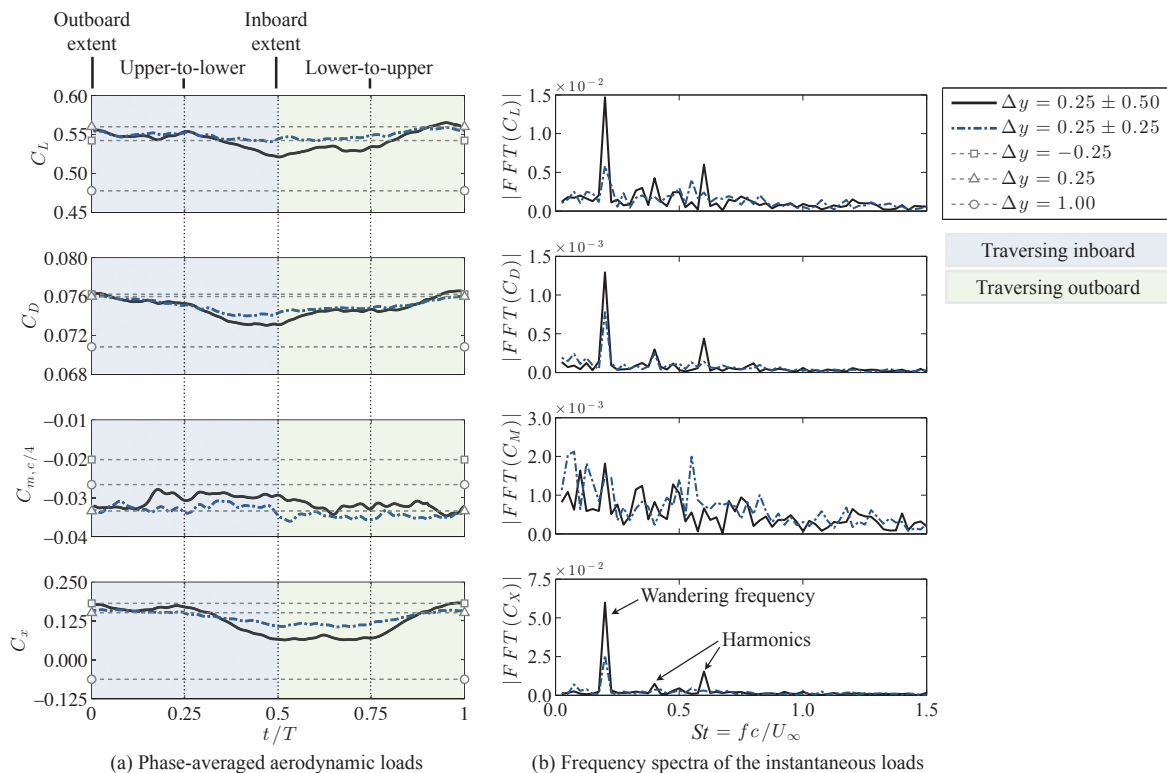 Outboard extent
Inboard extent
Upper-to-lower
Lower-to-upper
0.60
0.55
0.50
0.45
C_L
0.080
0.076
0.072
0.068
C_D
−0.01
−0.02
−0.03
−0.04
C_{m,c/4}
0.250
0.125
0.000
−0.125
C_x
0
0.25
0.50
0.75
1
t/T
(a) Phase-averaged aerodynamic loads
×10⁻²
1.5
1.0
0.5
0.0
|FFT(C_L)|
×10⁻³
1.5
1.0
0.5
0.0
|FFT(C_D)|
×10⁻³
3.0
2.0
1.0
0.0
|FFT(C_M)|
×10⁻²
7.5
5.0
2.5
0.0
|FFT(C_X)|
Wandering frequency
Harmonics
0
0.5
1.0
1.5
St = fc/U_∞
(b) Frequency spectra of the instantaneous loads
Δy = 0.25 ± 0.50
Δy = 0.25 ± 0.25
Δy = −0.25
Δy = 0.25
Δy = 1.00
Traversing inboard
Traversing outboard